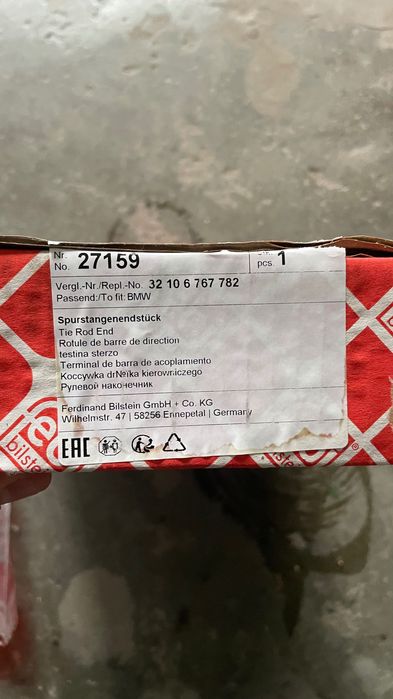 Nr.
No. 27159
pcs. 1
Vergl.-Nr./Repl.-No. 32 10 6 767 782
Passend:/To fit: BMW
Spurstangenendstück
Tie Rod End
Rotule de barre de direction
testina sterzo
Terminal de barra de acoplamiento
Końcówka drążka kierowniczego
Рулевой наконечник
Ferdinand Bilstein GmbH + Co. KG
Wilhelmstr. 47 | 58256 Ennepetal | Germany
EAC
bilstein